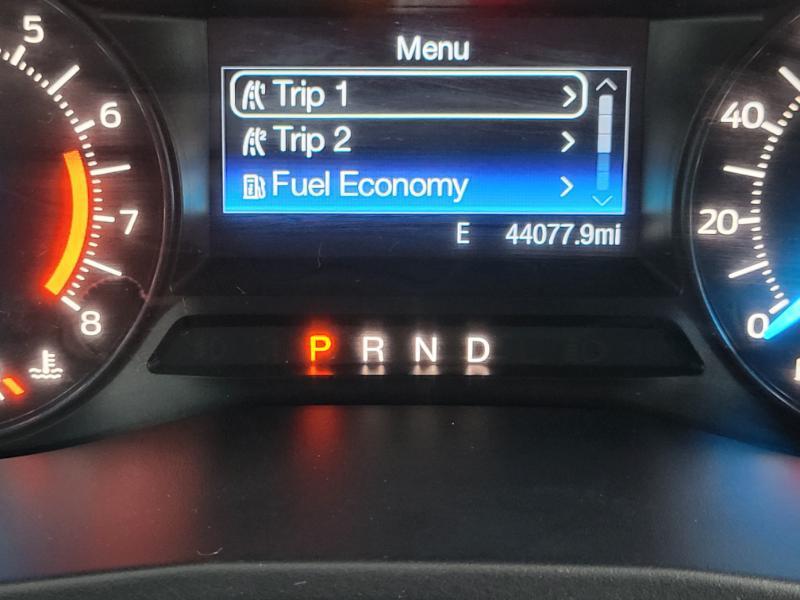 Menu
Trip 1
Trip 2
Fuel Economy
E 44077.9mi
P R N D
5
6
7
8
40
20
0